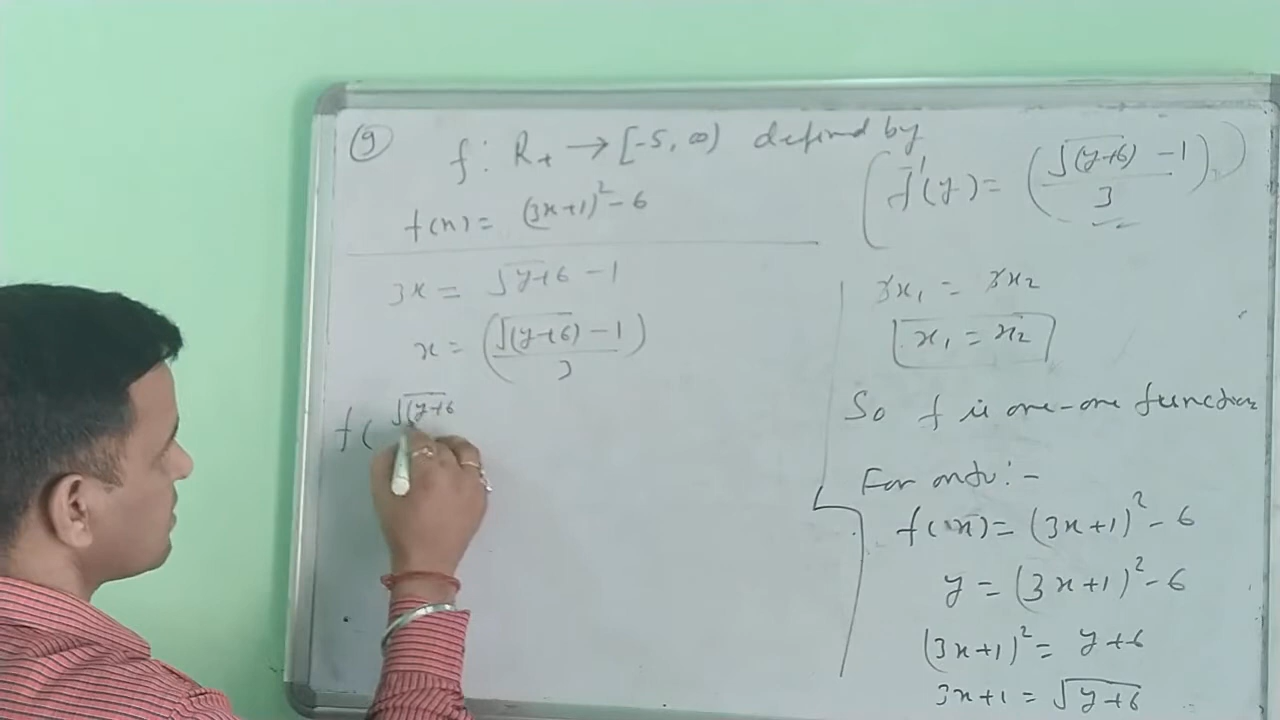 9
f : R₊ → [-5, ∞) defined by
f(x) = (3x+1)² - 6
(f⁻¹(y) = (√(y+6) - 1)/3)
3x = √y+6 - 1
x = (√(y+6) - 1)/3
f( √(y+6
3x₁ = 3x₂
x₁ = x₂
So f is one-one function
For onto :-
f(x) = (3x+1)² - 6
y = (3x+1)² - 6
(3x+1)² = y+6
3x+1 = √y+6